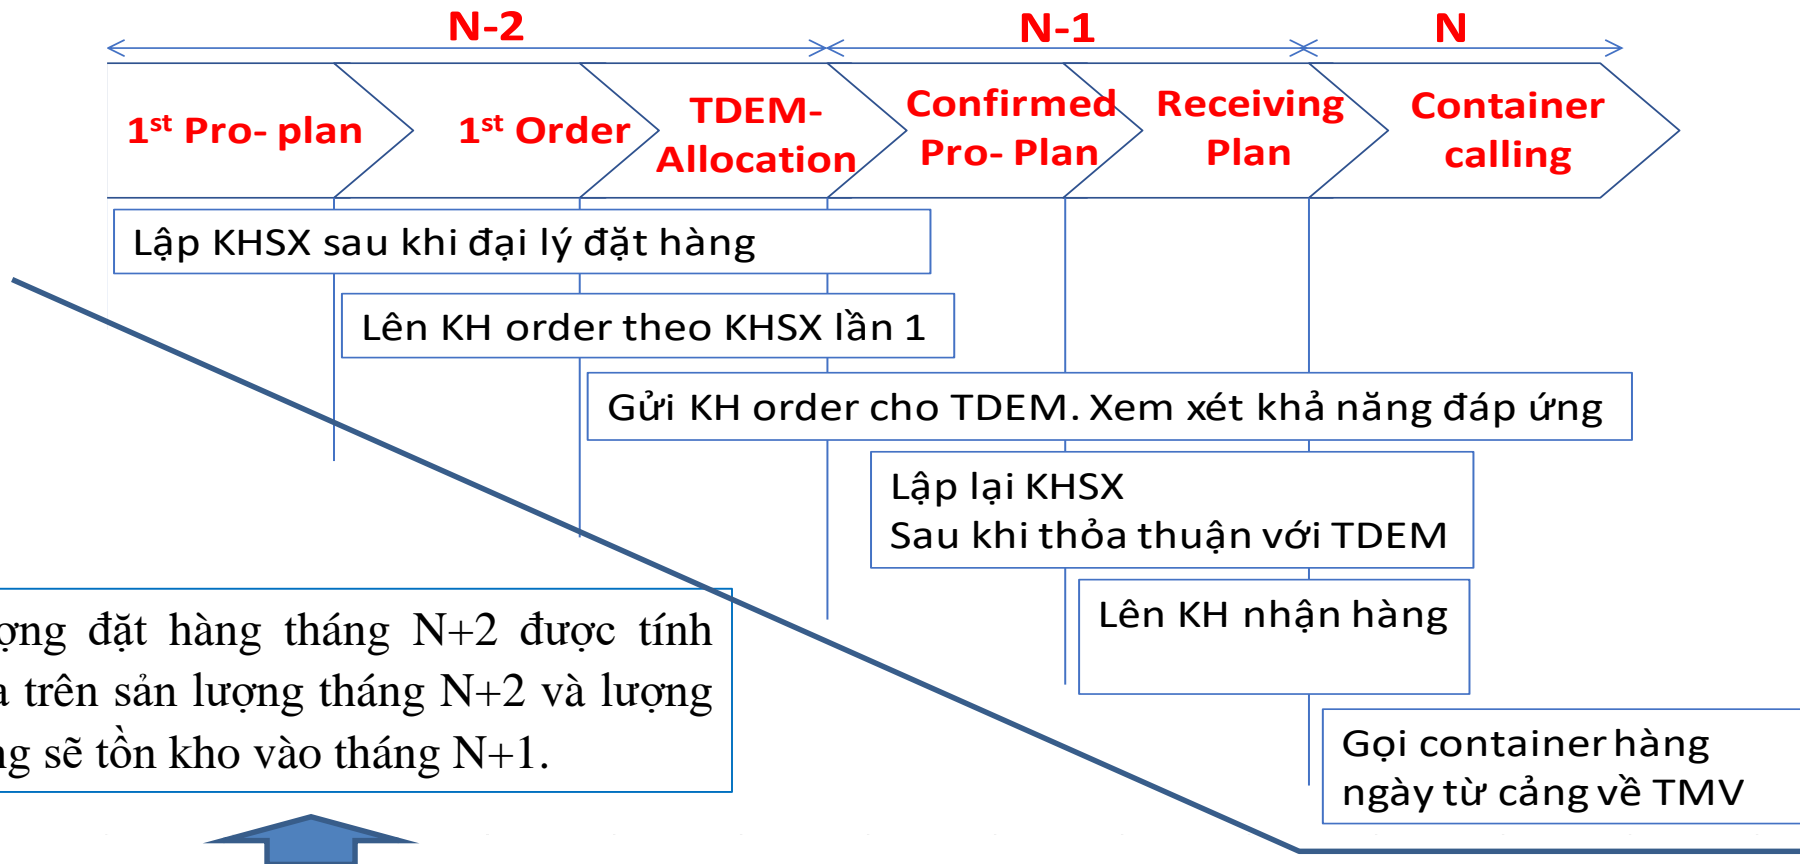 N-2 N-1 N
1st Pro- plan
1st Order
TDEM-
Allocation
Confirmed
Pro- Plan
Receiving
Plan
Container
calling
Lập KHSX sau khi đại lý đặt hàng
Lên KH order theo KHSX lần 1
Gửi KH order cho TDEM. Xem xét khả năng đáp ứng
Lập lại KHSX
Sau khi thỏa thuận với TDEM
Lên KH nhận hàng
đặt hàng tháng N+2 được tính
trên sản lượng tháng N+2 và lượng
sẽ tồn kho vào tháng N+1.
Gọi container hàng
ngày từ cảng về TMV